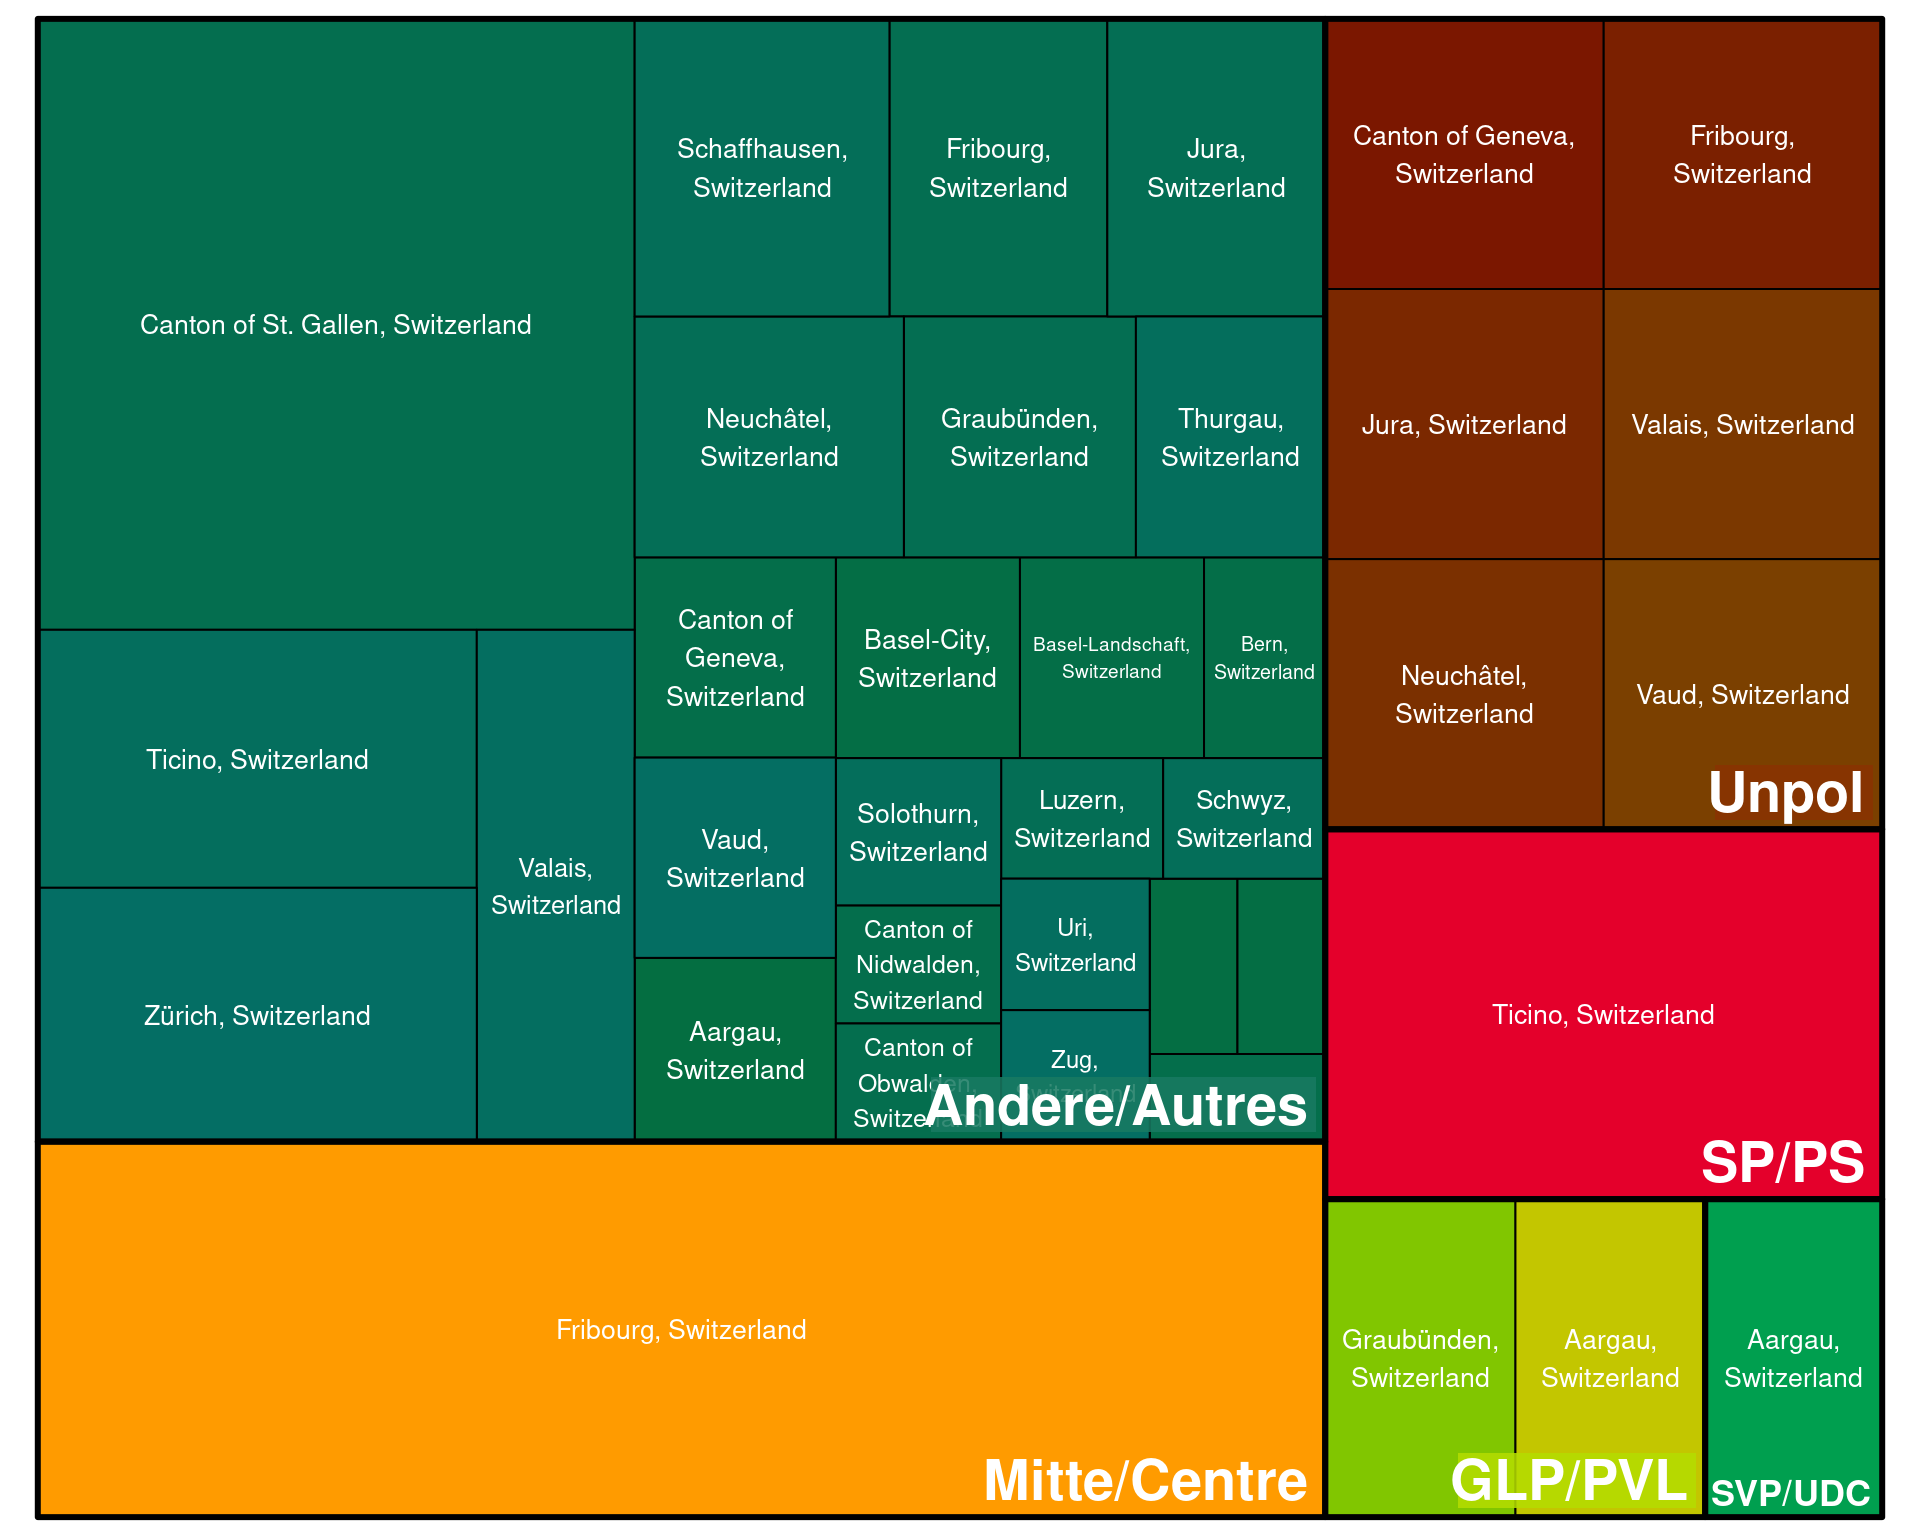 Canton of St. Gallen, Switzerland
Schaffhausen,
Switzerland
Fribourg,
Switzerland
Jura,
Switzerland
Neuchâtel,
Switzerland
Graubünden,
Switzerland
Thurgau,
Switzerland
Ticino, Switzerland
Zürich, Switzerland
Valais,
Switzerland
Canton of
Geneva,
Switzerland
Basel-City,
Switzerland
Basel-Landschaft,
Switzerland
Bern,
Switzerland
Vaud,
Switzerland
Aargau,
Switzerland
Solothurn,
Switzerland
Luzern,
Switzerland
Schwyz,
Switzerland
Canton of
Nidwalden,
Switzerland
Uri,
Switzerland
Canton of
Obwalden,
Switzerland
Zug,
Switzerland
Andere/Autres
Fribourg, Switzerland
Mitte/Centre
Canton of Geneva,
Switzerland
Fribourg,
Switzerland
Jura, Switzerland
Valais, Switzerland
Neuchâtel,
Switzerland
Vaud, Switzerland
Unpol
Ticino, Switzerland
SP/PS
Graubünden,
Switzerland
Aargau,
Switzerland
GLP/PVL
Aargau,
Switzerland
SVP/UDC